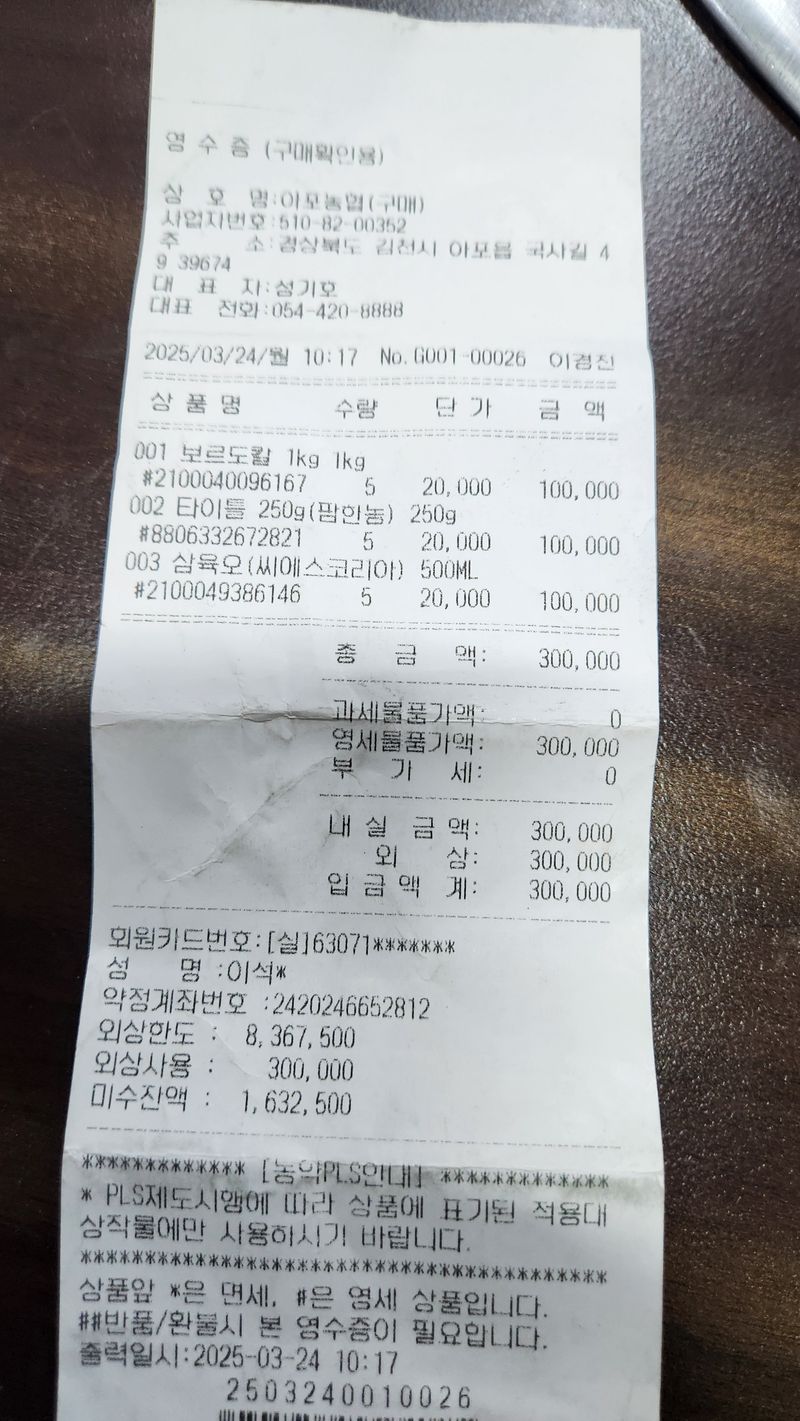 영 수 증 (구매확인용)
상 호 명:아포농협(구매)
사업자번호:510-82-00352
주 소:경상북도 김천시 아포읍 국사길 4
9 39674
대 표 자:성기호
대표 전화:054-420-8888
2025/03/24/월 10:17 No.G001-00026 이경진
상 품 명 수량 단 가 금 액
001 보르도칼 1kg 1kg
#2100040096167 5 20,000 100,000
002 타이틀 250g(팜한농) 250g
#8806332672821 5 20,000 100,000
003 삼육오(씨에스코리아) 500ML
#2100049386146 5 20,000 100,000
총 금 액: 300,000
과세물품가액: 0
영세물품가액: 300,000
부 가 세: 0
내 실 금 액: 300,000
외 상: 300,000
입 금 액 계: 300,000
회원카드번호:[실]63071*******
성 명 :이석*
약정계좌번호 :2420246652812
외상한도 : 8,367,500
외상사용 : 300,000
미수잔액 : 1,632,500
************* [농약PLS안내] *************
* PLS제도시행에 따라 상품에 표기된 적용대
상작물에만 사용하시기 바랍니다.
******************************************
상품앞 *은 면세, #은 영세 상품입니다.
##반품/환불시 본 영수증이 필요합니다.
출력일시:2025-03-24 10:17
2503240010026